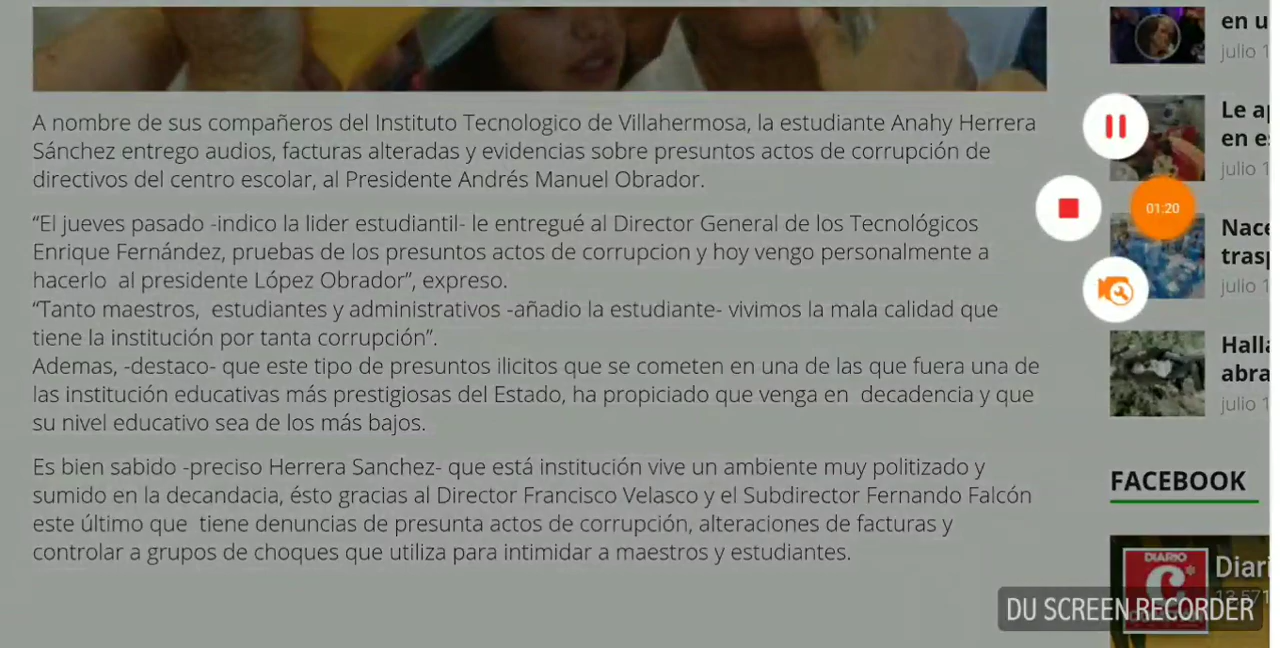 A nombre de sus compañeros del Instituto Tecnologico de Villahermosa, la estudiante Anahy Herrera
Sánchez entrego audios, facturas alteradas y evidencias sobre presuntos actos de corrupción de
directivos del centro escolar, al Presidente Andrés Manuel Obrador.
“El jueves pasado -indico la lider estudiantil- le entregué al Director General de los Tecnológicos
Enrique Fernández, pruebas de los presuntos actos de corrupcion y hoy vengo personalmente a
hacerlo al presidente López Obrador”, expreso.
“Tanto maestros, estudiantes y administrativos -añadio la estudiante- vivimos la mala calidad que
tiene la institución por tanta corrupción”.
Ademas, -destaco- que este tipo de presuntos ilicitos que se cometen en una de las que fuera una de
las institución educativas más prestigiosas del Estado, ha propiciado que venga en decadencia y que
su nivel educativo sea de los más bajos.
Es bien sabido -preciso Herrera Sanchez- que está institución vive un ambiente muy politizado y
sumido en la decandacia, ésto gracias al Director Francisco Velasco y el Subdirector Fernando Falcón
este último que tiene denuncias de presunta actos de corrupción, alteraciones de facturas y
controlar a grupos de choques que utiliza para intimidar a maestros y estudiantes.
en u
julio 1
Le a
en e
julio 1
01:20
Nace
tras
julio 1
Halla
abra
julio 1
FACEBOOK
DIARIO
C
Diari
DU SCREEN RECORDER